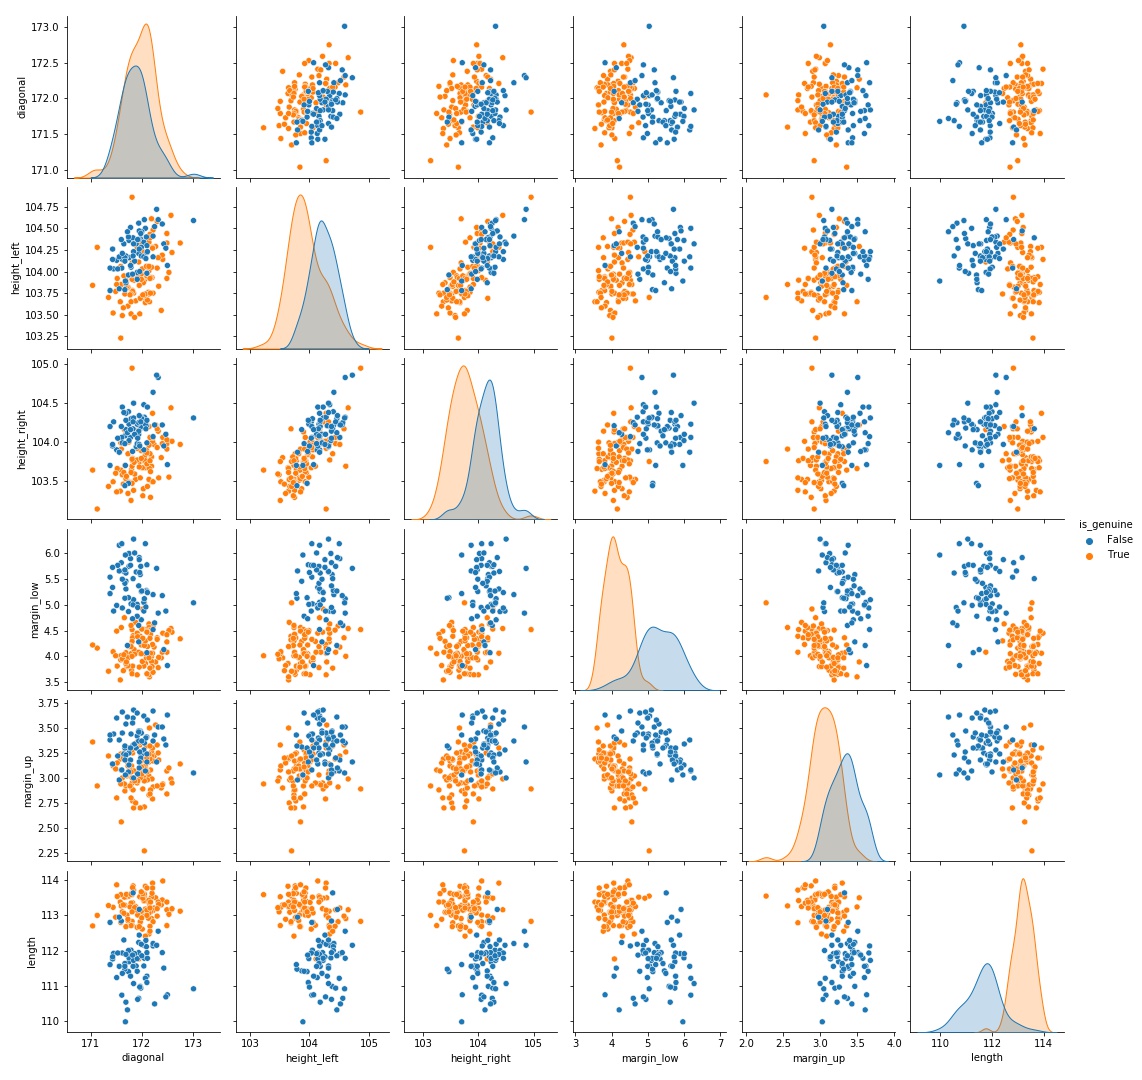 173.0
172.5
172.0
171.5
171.0
diagonal
104.75
104.50
104.25
104.00
103.75
103.50
103.25
height_left
105.0
104.5
104.0
103.5
height_right
is_genuine
False
True
6.0
5.5
5.0
4.5
4.0
3.5
margin_low
3.75
3.50
3.25
3.00
2.75
2.50
2.25
margin_up
114
113
112
111
110
length
171 172 173
103 104 105
103 104 105
3 4 5 6 7
2.0 2.5 3.0 3.5 4.0
110 112 114
diagonal height_left height_right margin_low margin_up length